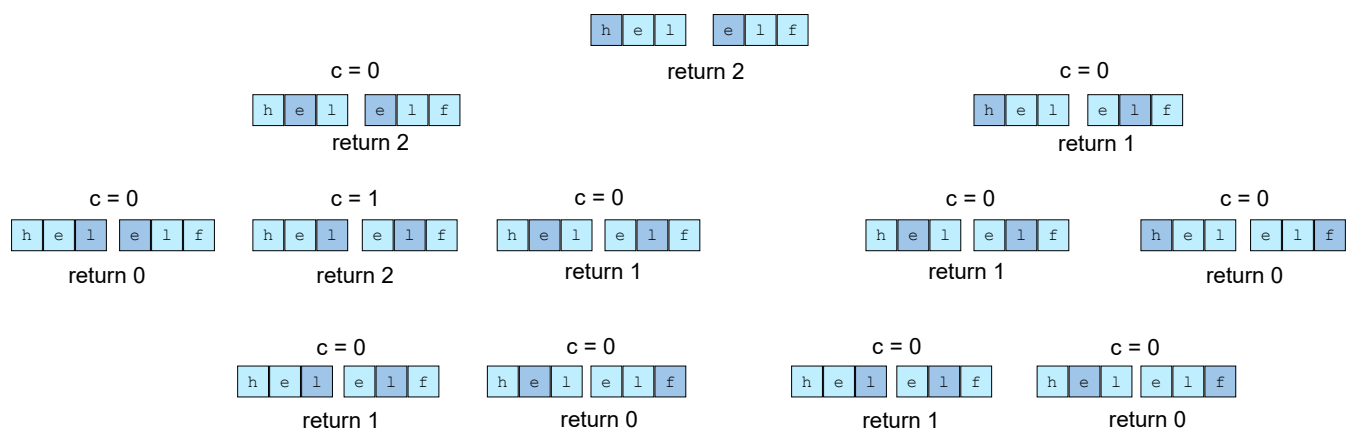 h e l e l f
return 2
c = 0 c = 0
h e l e l f h e l e l f
return 2 return 1
c = 0 c = 1 c = 0 c = 0 c = 0
h e l e l f h e l e l f h e l e l f h e l e l f h e l e l f
return 0 return 2 return 1 return 1 return 0
c = 0 c = 0 c = 0 c = 0
h e l e l f h e l e l f h e l e l f h e l e l f
return 1 return 0 return 1 return 0